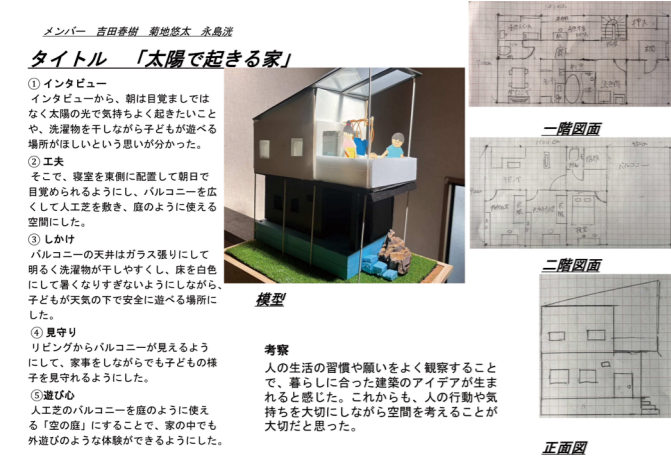 メンバー　吉田春樹　菊地悠太　永島洸
タイトル　「太陽で起きる家」
① インタビュー
インタビューから、朝は目覚ましでは
なく太陽の光で気持ちよく起きたいこと
や、洗濯物を干しながら子どもが遊べる
場所がほしいという思いが分かった。
② 工夫
そこで、寝室を東側に配置して朝日で
目覚められるようにし、バルコニーを広
くして人工芝を敷き、庭のように使える
空間にした。
③ しかけ
バルコニーの天井はガラス張りにして
明るく洗濯物が干しやすくし、床を白色
にして暑くなりすぎないようにしながら、
子どもが天気の下で安全に遊べる場所に
した。
④ 見守り
リビングからバルコニーが見えるよう
にして、家事をしながらでも子どもの様
子を見守れるようにした。
⑤遊び心
人工芝のバルコニーを庭のように使え
る「空の庭」にすることで、家の中でも
外遊びのような体験ができるようにした。
模型
考察
人の生活の習慣や願いをよく観察すること
で、暮らしに合った建築のアイデアが生ま
れると感じた。これからも、人の行動や気
持ちを大切にしながら空間を考えることが
大切だと思った。
一階図面
二階図面
正面図